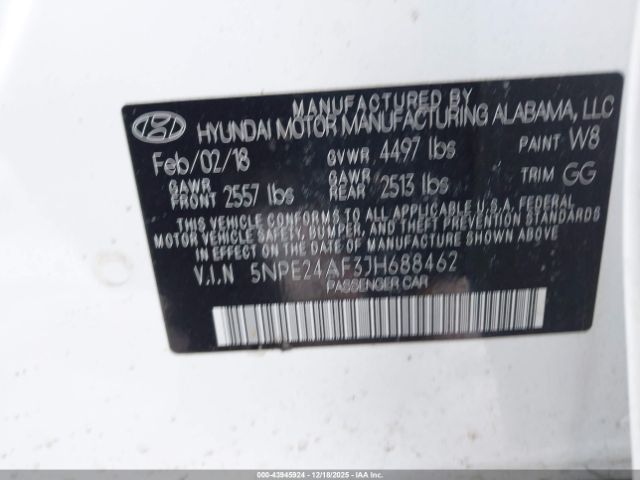 MANUFACTURED BY
HYUNDAI MOTOR MANUFACTURING ALABAMA, LLC
Feb/02/18 GVWR 4497 lbs PAINT W8
GAWR FRONT 2557 lbs GAWR REAR 2513 lbs TRIM GG
THIS VEHICLE CONFORMS TO ALL APPLICABLE U.S.A. FEDERAL
MOTOR VEHICLE SAFETY, BUMPER, AND THEFT PREVENTION STANDARDS
IN EFFECT ON THE DATE OF MANUFACTURE SHOWN ABOVE.
V.I.N 5NPE24AF3JH688462
PASSENGER CAR
000-43945924 - 12/18/2025 - COPYRIGHT 2025 IAA, Inc.